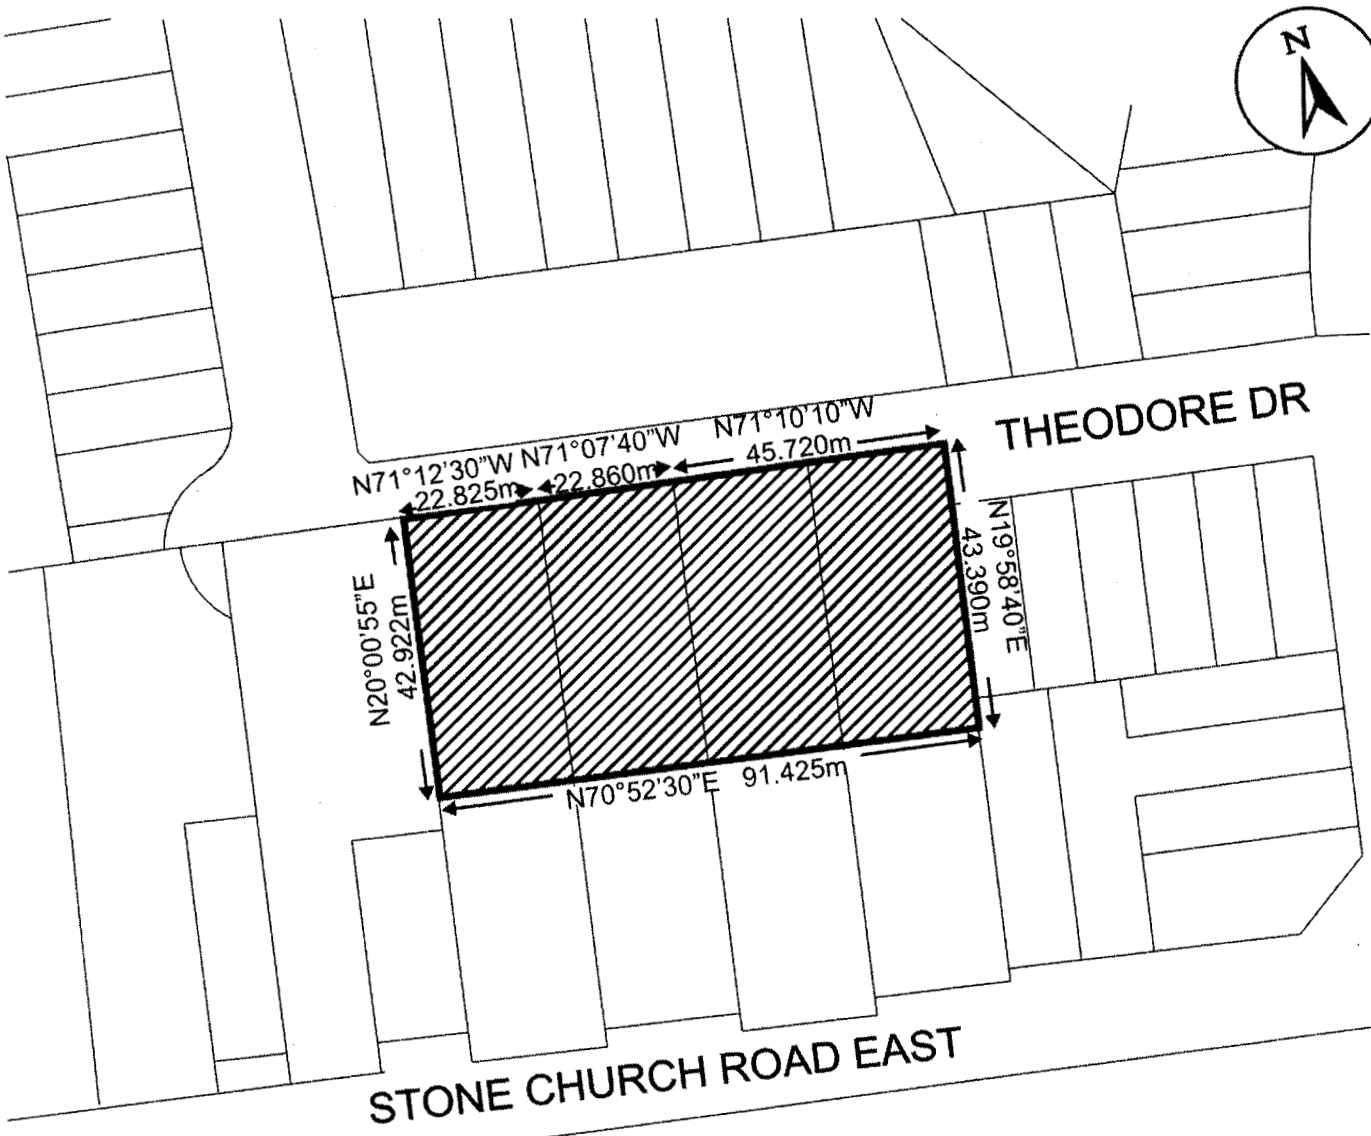 N
THEODORE DR
N71°12'30"W
22.825m
N71°07'40"W
22.860m
N71°10'10"W
45.720m
N20°00'55"E
42.922m
N19°58'40"E
43.390m
N70°52'30"E 91.425m
STONE CHURCH ROAD EAST